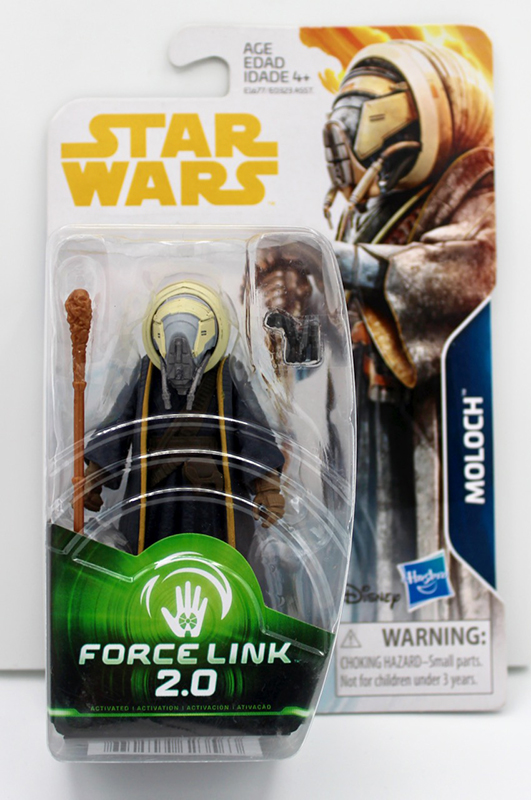 AGE
EDAD
IDADE 4+
STAR
WARS
MOLOCH™
Hasbro
Disney
WARNING:
CHOKING HAZARD–Small parts.
Not for children under 3 years.
FORCE LINK
2.0
ACTIVATED | ACTIVATION | ACTIVACIÓN | ATIVAÇÃO